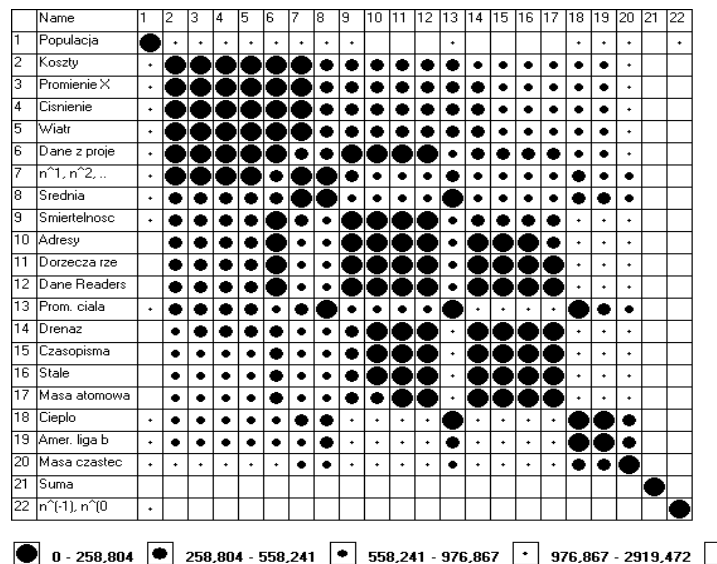 Name 1 2 3 4 5 6 7 8 9 10 11 12 13 14 15 16 17 18 19 20 21 22
1 Populacja
2 Koszty
3 Promienie X
4 Cisnienie
5 Wiatr
6 Dane z proje
7 n^1, n^2, ..
8 Srednia
9 Smiertelnosc
10 Adresy
11 Dorzecza rze
12 Dane Readers
13 Prom. ciala
14 Drenaz
15 Czasopisma
16 Stale
17 Masa atomowa
18 Cieplo
19 Amer. liga b
20 Masa czastec
21 Suma
22 n^(-1), n^(0
0 - 258,804 258,804 - 558,241 558,241 - 976,867 976,867 - 2919,472